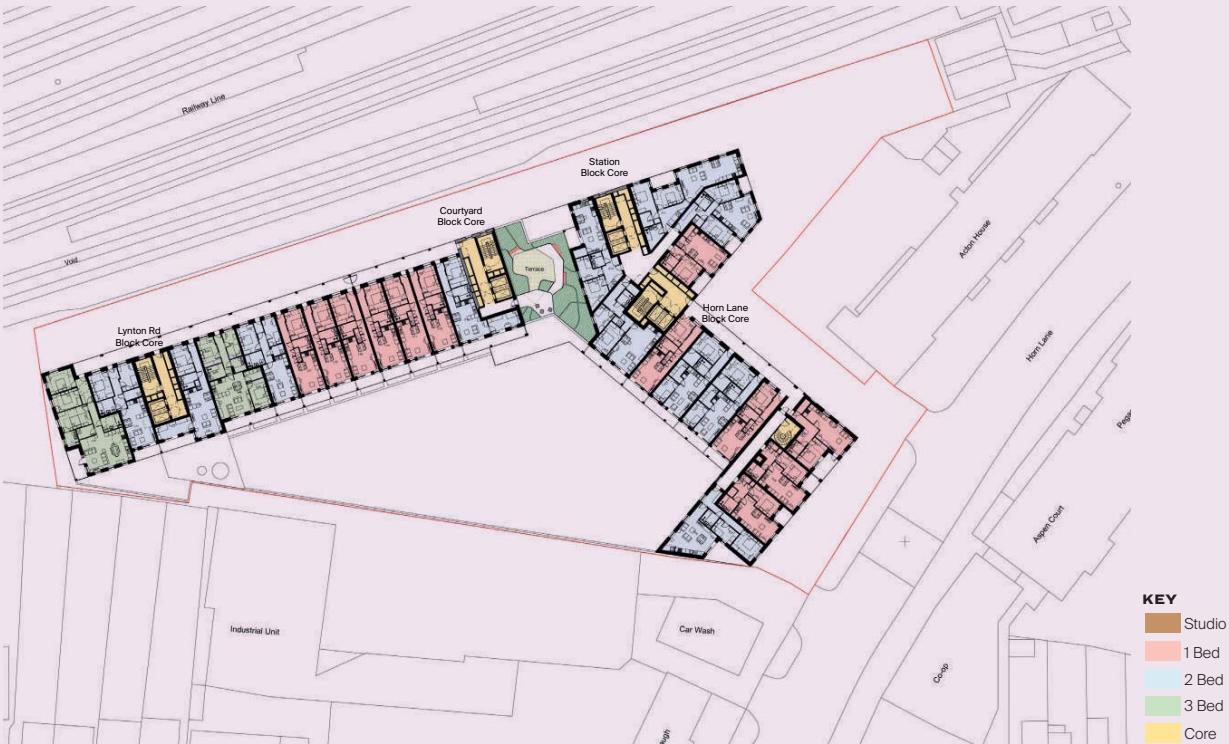 Railway Line
Station
Block Core
Courtyard
Block Core
Acton House
Void
Terrace
Horn Lane
Block Core
Lynton Rd
Block Core
Horn Lane
Aspen Court
KEY
Studio
1 Bed
2 Bed
3 Bed
Core
Industrial Unit
Car Wash
Co-op